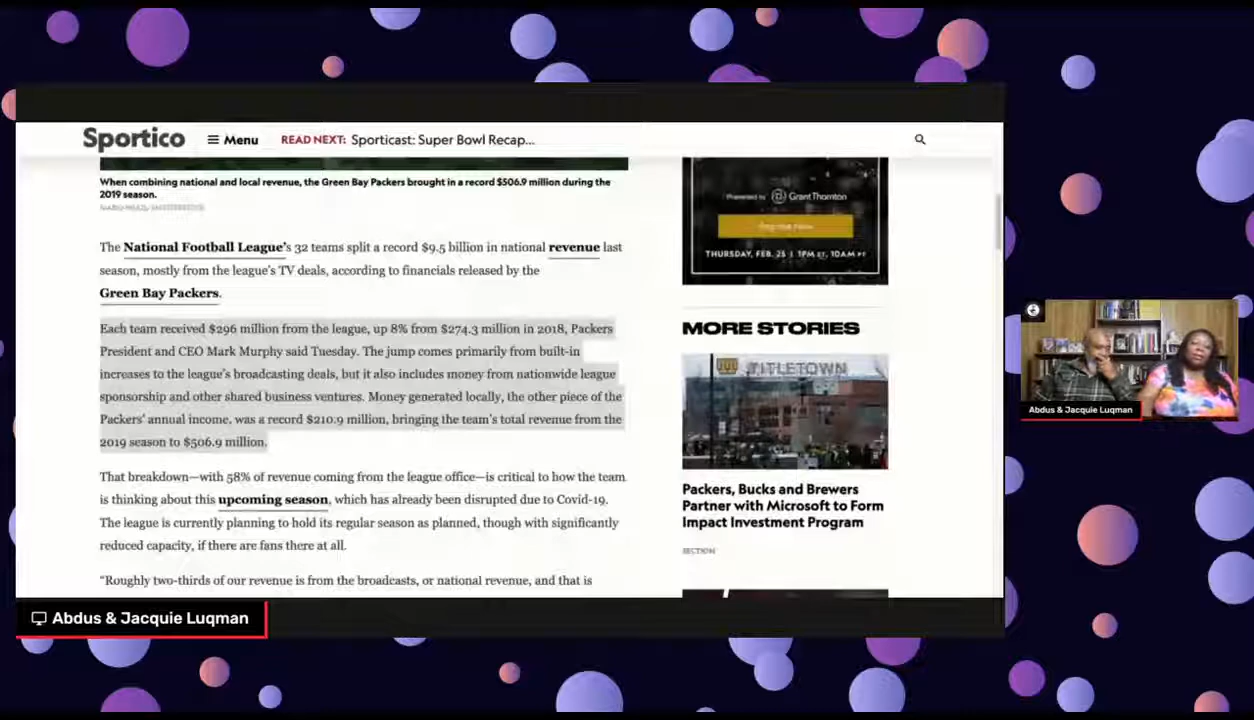 Sportico
Menu
READ NEXT: Sporticast: Super Bowl Recap...
When combining national and local revenue, the Green Bay Packers brought in a record $506.9 million during the
2019 season.
The National Football League's 32 teams split a record $9.5 billion in national revenue last
season, mostly from the league's TV deals, according to financials released by the
Green Bay Packers.
Each team received $296 million from the league, up 8% from $274.3 million in 2018, Packers
President and CEO Mark Murphy said Tuesday. The jump comes primarily from built-in
increases to the league's broadcasting deals, but it also includes money from nationwide league
sponsorship and other shared business ventures. Money generated locally, the other piece of the
Packers' annual income, was a record $210.9 million, bringing the team's total revenue from the
2019 season to $506.9 million.
That breakdown—with 58% of revenue coming from the league office—is critical to how the team
is thinking about this upcoming season, which has already been disrupted due to Covid-19.
The league is currently planning to hold its regular season as planned, though with significantly
reduced capacity, if there are fans there at all.
“Roughly two-thirds of our revenue is from the broadcasts, or national revenue, and that is
Presented by GrantThornton
THURSDAY, FEB. 25 | 1PM ET, 10AM PT
MORE STORIES
TITLETOWN
Packers, Bucks and Brewers
Partner with Microsoft to Form
Impact Investment Program
SECTION
Abdus & Jacquie Luqman
Abdus & Jacquie Luqman